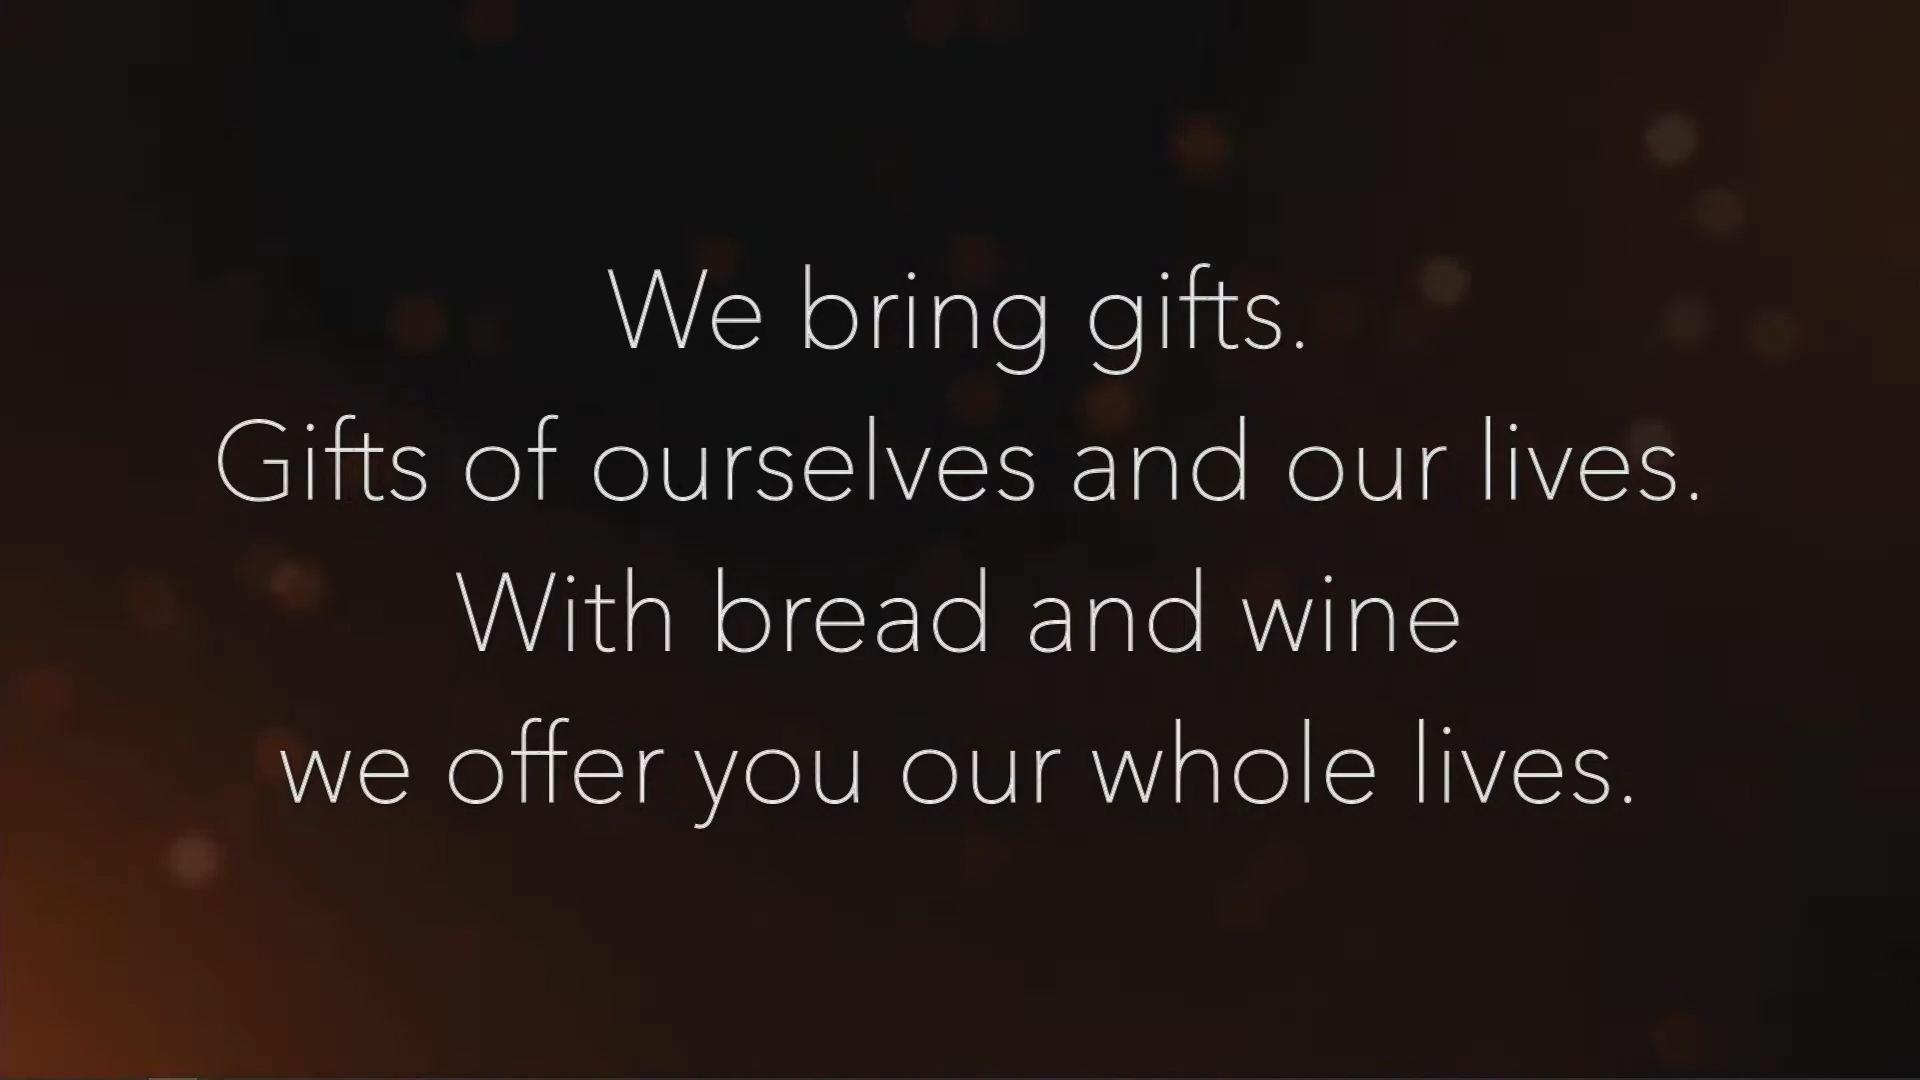 We bring gifts.
Gifts of ourselves and our lives.
With bread and wine
we offer you our whole lives.